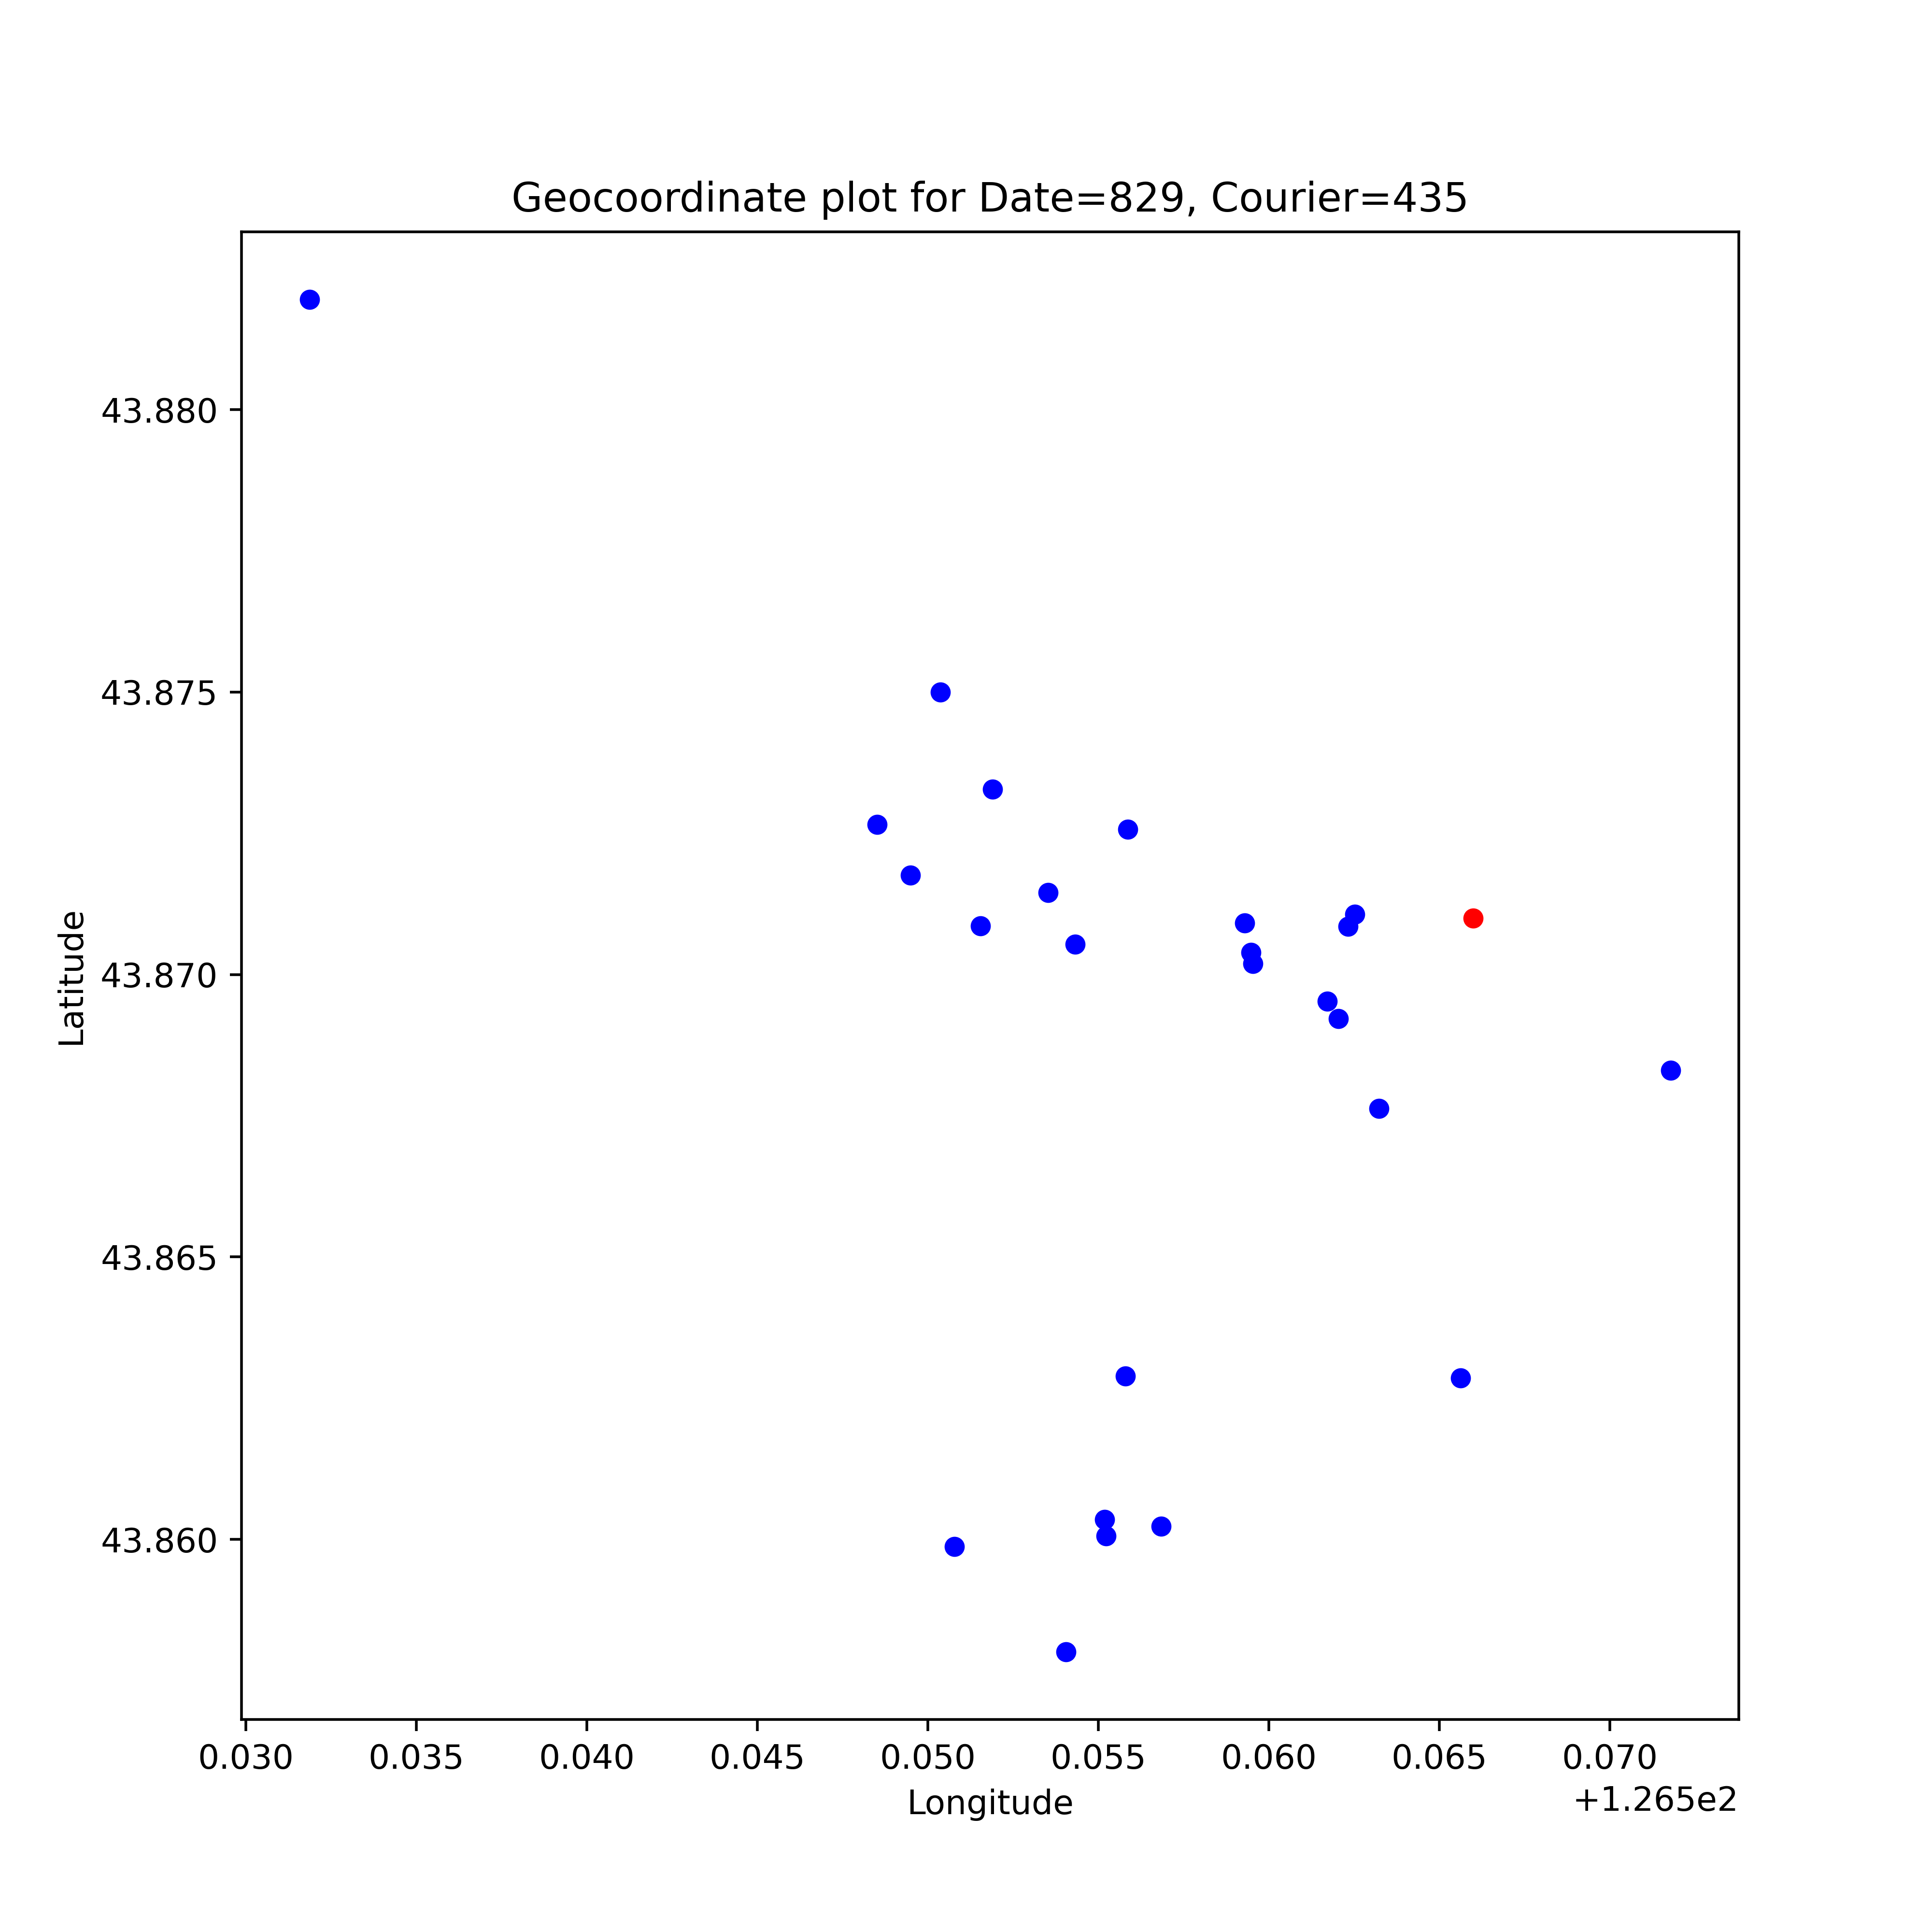 Geocoordinate plot for Date=829, Courier=435
43.880
43.875
43.870
43.865
43.860
Latitude
0.030 0.035 0.040 0.045 0.050 0.055 0.060 0.065 0.070
Longitude
+1.265e2